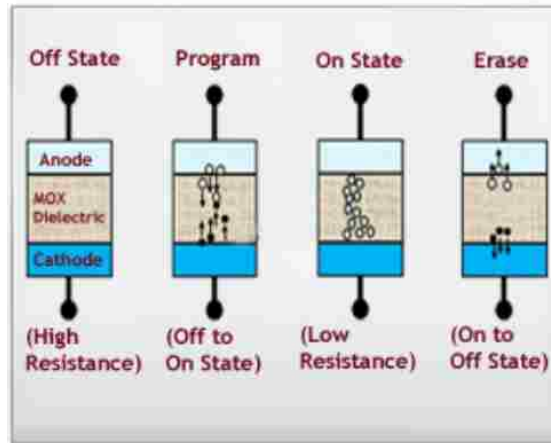 Off State
Program
On State
Erase
Anode
MOX
Dielectric
Cathode
(High
Resistance)
(Off to
On State)
(Low
Resistance)
(On to
Off State)